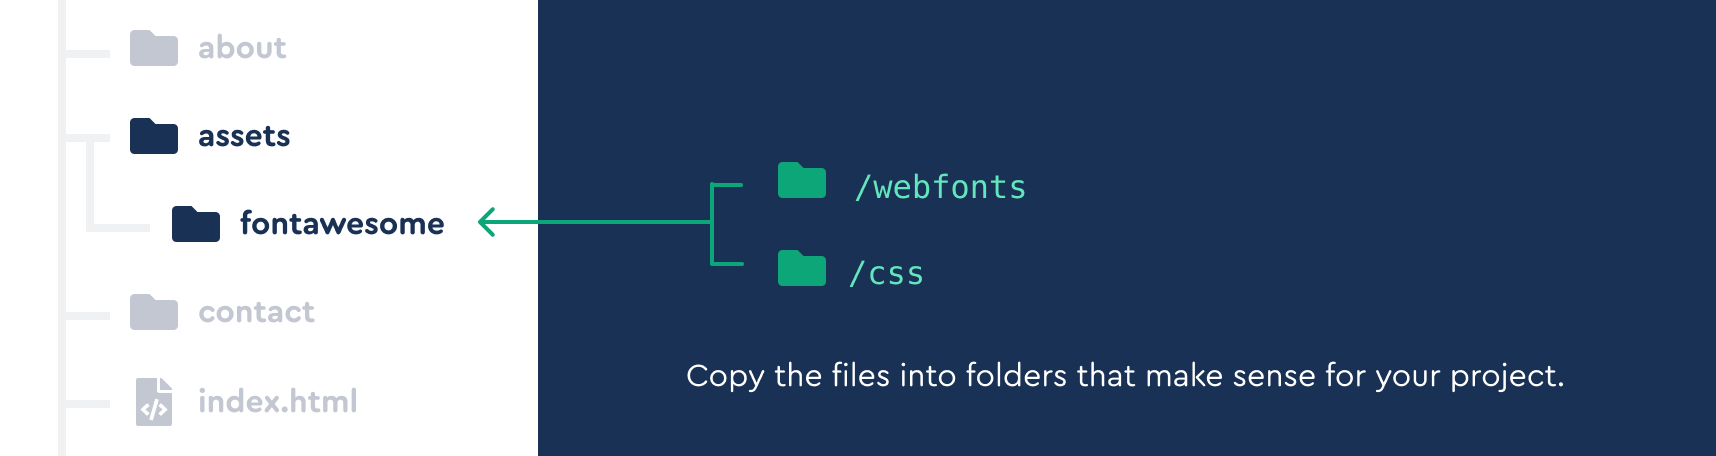 about
assets
fontawesome
contact
index.html
/webfonts
/css
Copy the files into folders that make sense for your project.